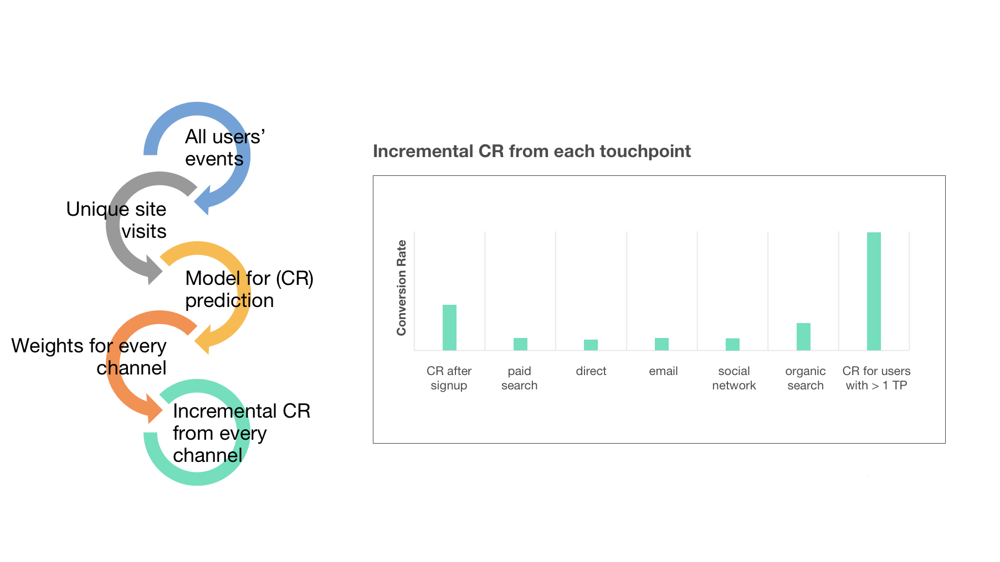 All users’
events
Unique site
visits
Model for (CR)
prediction
Weights for every
channel
Incremental CR
from every
channel
Incremental CR from each touchpoint
Conversion Rate
CR after
signup
paid
search
direct
email
social
network
organic
search
CR for users
with > 1 TP